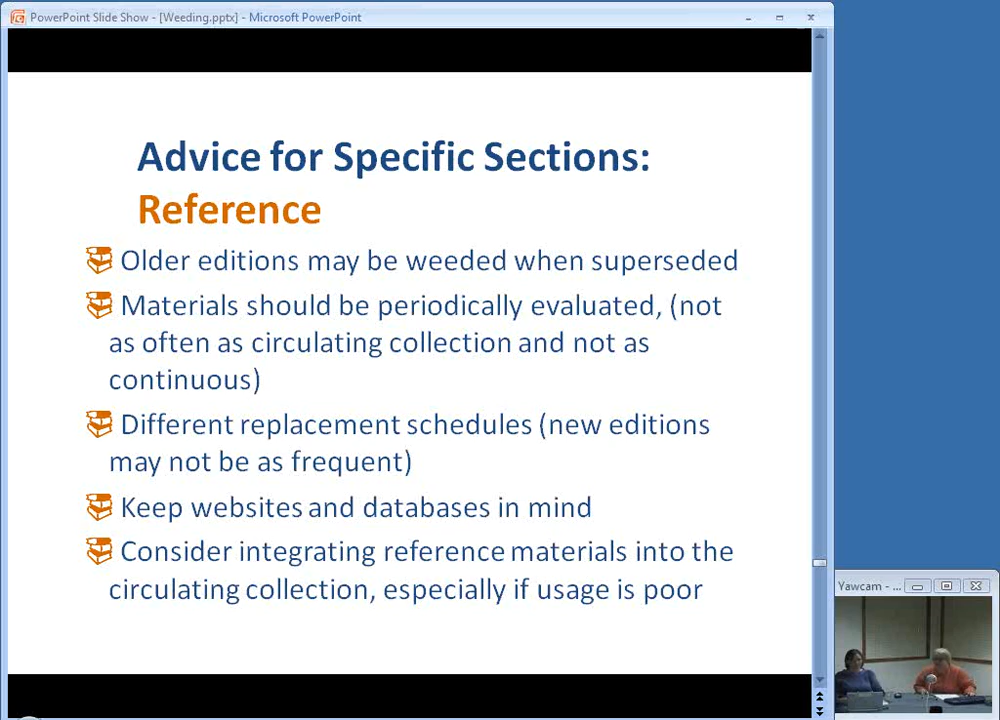 PowerPoint Slide Show - [Weeding.pptx] - Microsoft PowerPoint
Advice for Specific Sections:
Reference
Older editions may be weeded when superseded
Materials should be periodically evaluated, (not
as often as circulating collection and not as
continuous)
Different replacement schedules (new editions
may not be as frequent)
Keep websites and databases in mind
Consider integrating reference materials into the
circulating collection, especially if usage is poor
Yawcam - ...